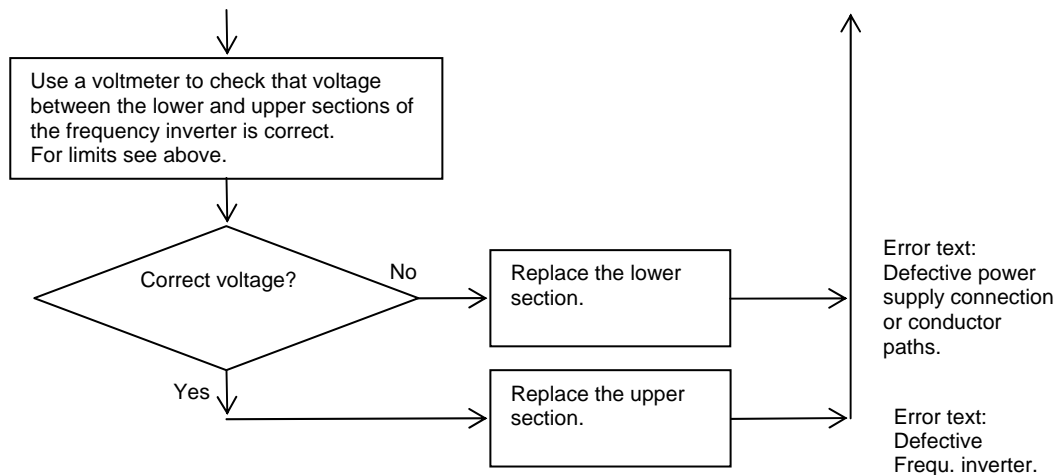 Use a voltmeter to check that voltage
between the lower and upper sections of
the frequency inverter is correct.
For limits see above.
Correct voltage?
No
Replace the lower
section.
Error text:
Defective power
supply connection
or conductor
paths.
Yes
Replace the upper
section.
Error text:
Defective
Frequ. inverter.